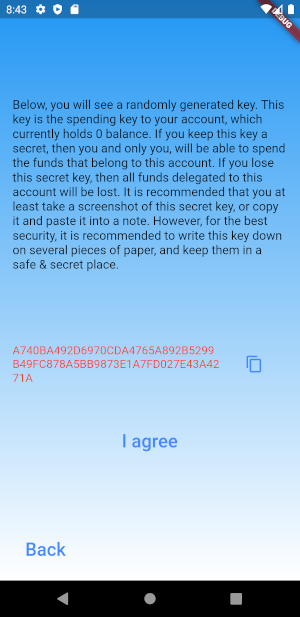 8:43
DEBUG
Below, you will see a randomly generated key. This
key is the spending key to your account, which
currently holds 0 balance. If you keep this key a
secret, then you and only you, will be able to spend
the funds that belong to this account. If you lose
this secret key, then all funds delegated to this
account will be lost. It is recommended that you at
least take a screenshot of this secret key, or copy
it and paste it into a note. However, for the best
security, it is recommended to write this key down
on several pieces of paper, and keep them in a
safe & secret place.
A740BA492D6970CDA4765A892B5299
B49FC878A5BB9873E1A7FD027E43A42
71A
I agree
Back